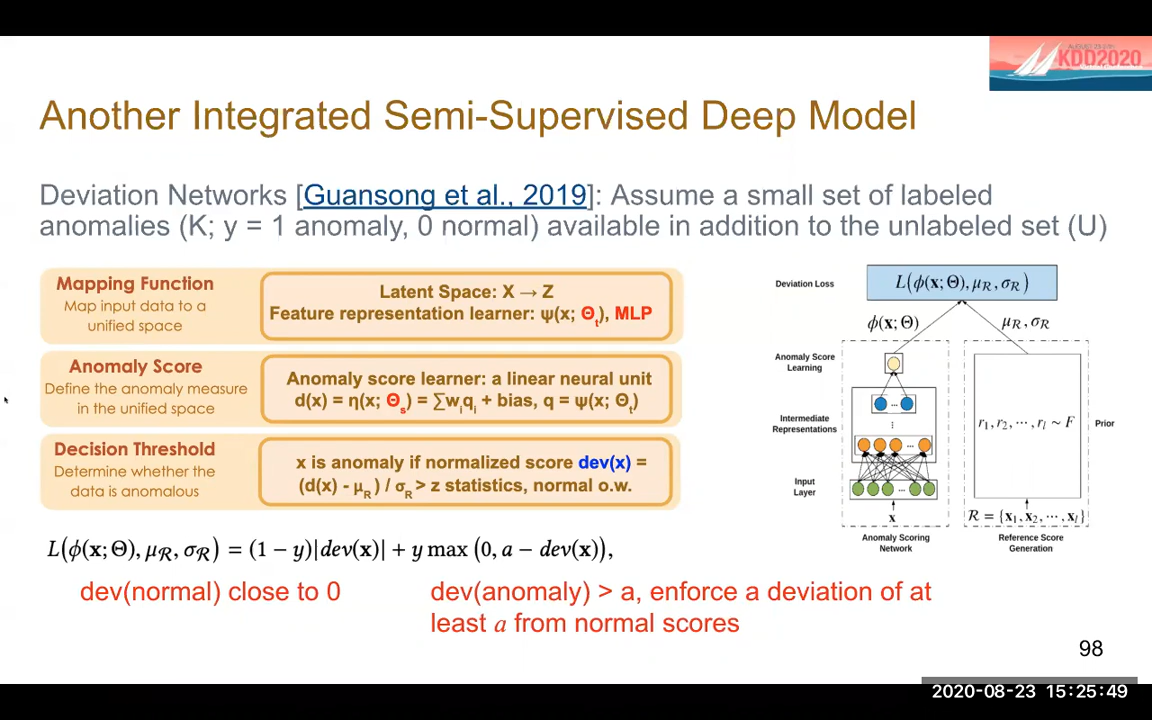 KDD2020
Another Integrated Semi-Supervised Deep Model
Deviation Networks [Guansong et al., 2019]: Assume a small set of labeled
anomalies (K; y = 1 anomaly, 0 normal) available in addition to the unlabeled set (U)
Mapping Function
Map input data to a
unified space
Latent Space: X → Z
Feature representation learner: ψ(x; Θt), MLP
Anomaly Score
Define the anomaly measure
in the unified space
Anomaly score learner: a linear neural unit
d(x) = η(x; Θs) = ∑wiqi + bias, q = ψ(x; Θt)
Decision Threshold
Determine whether the
data is anomalous
x is anomaly if normalized score dev(x) =
(d(x) - μR) / σR > z statistics, normal o.w.
L(ϕ(x;Θ), μR, σR) = (1 − y)|dev(x)| + y max (0, a − dev(x)),
dev(normal) close to 0
dev(anomaly) > a, enforce a deviation of at
least a from normal scores
Deviation Loss
L(ϕ(x;Θ), μR, σR)
ϕ(x;Θ)
μR, σR
Anomaly Score
Learning
Intermediate
Representations
r1, r2, ⋯, rl ~ F
Prior
Input
Layer
x
R = {x1, x2, ⋯, xl}
Anomaly Scoring
Network
Reference Score
Generation
98
2020-08-23 15:25:49